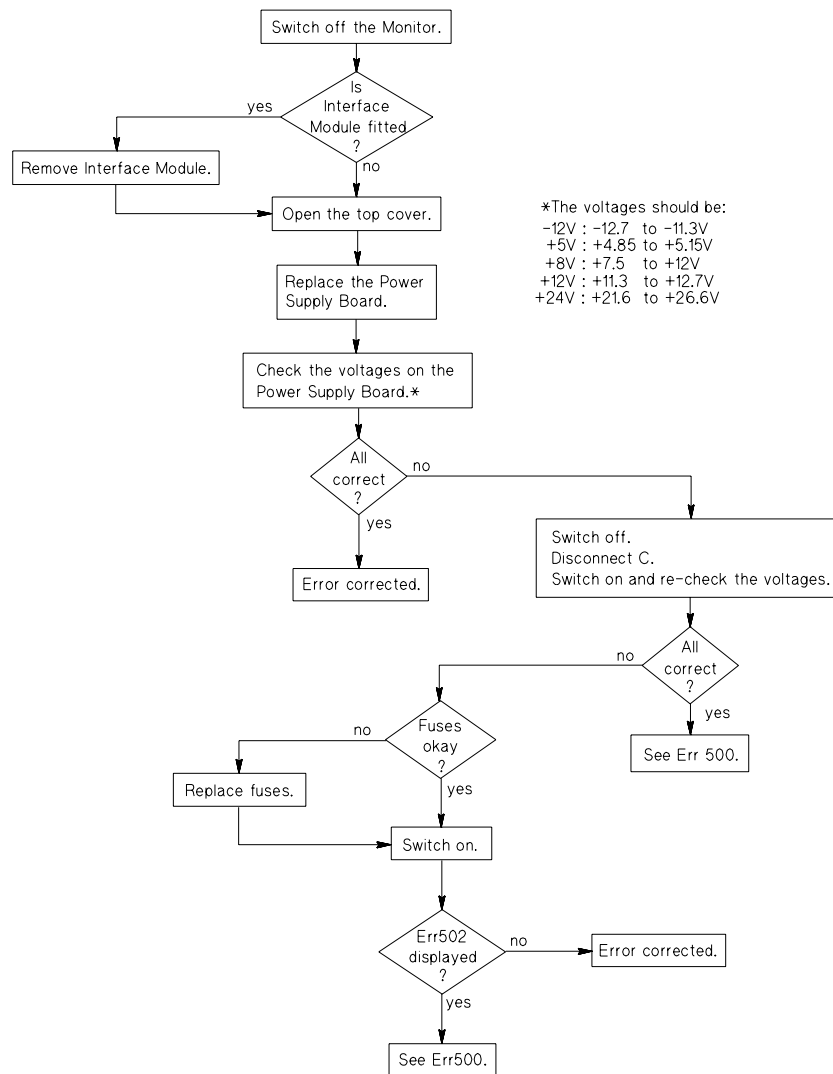 Switch off the Monitor.
Is
Interface
Module fitted
?
yes
no
Remove Interface Module.
Open the top cover.
*The voltages should be:
-12V : -12.7 to -11.3V
+5V : +4.85 to +5.15V
+8V : +7.5 to +12V
+12V : +11.3 to +12.7V
+24V : +21.6 to +26.6V
Replace the Power
Supply Board.
Check the voltages on the
Power Supply Board.*
All
correct
?
no
yes
Error corrected.
Switch off.
Disconnect C.
Switch on and re-check the voltages.
All
correct
?
no
yes
See Err 500.
Fuses
okay
?
no
yes
Replace fuses.
Switch on.
Err502
displayed
?
no
Error corrected.
yes
See Err500.